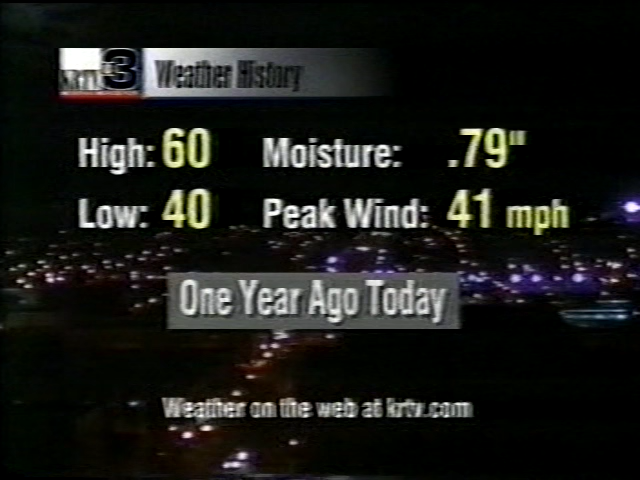 KRTV 3 Weather History
High: 60 Moisture: .79"
Low: 40 Peak Wind: 41 mph
One Year Ago Today
Weather on the web at krtv.com